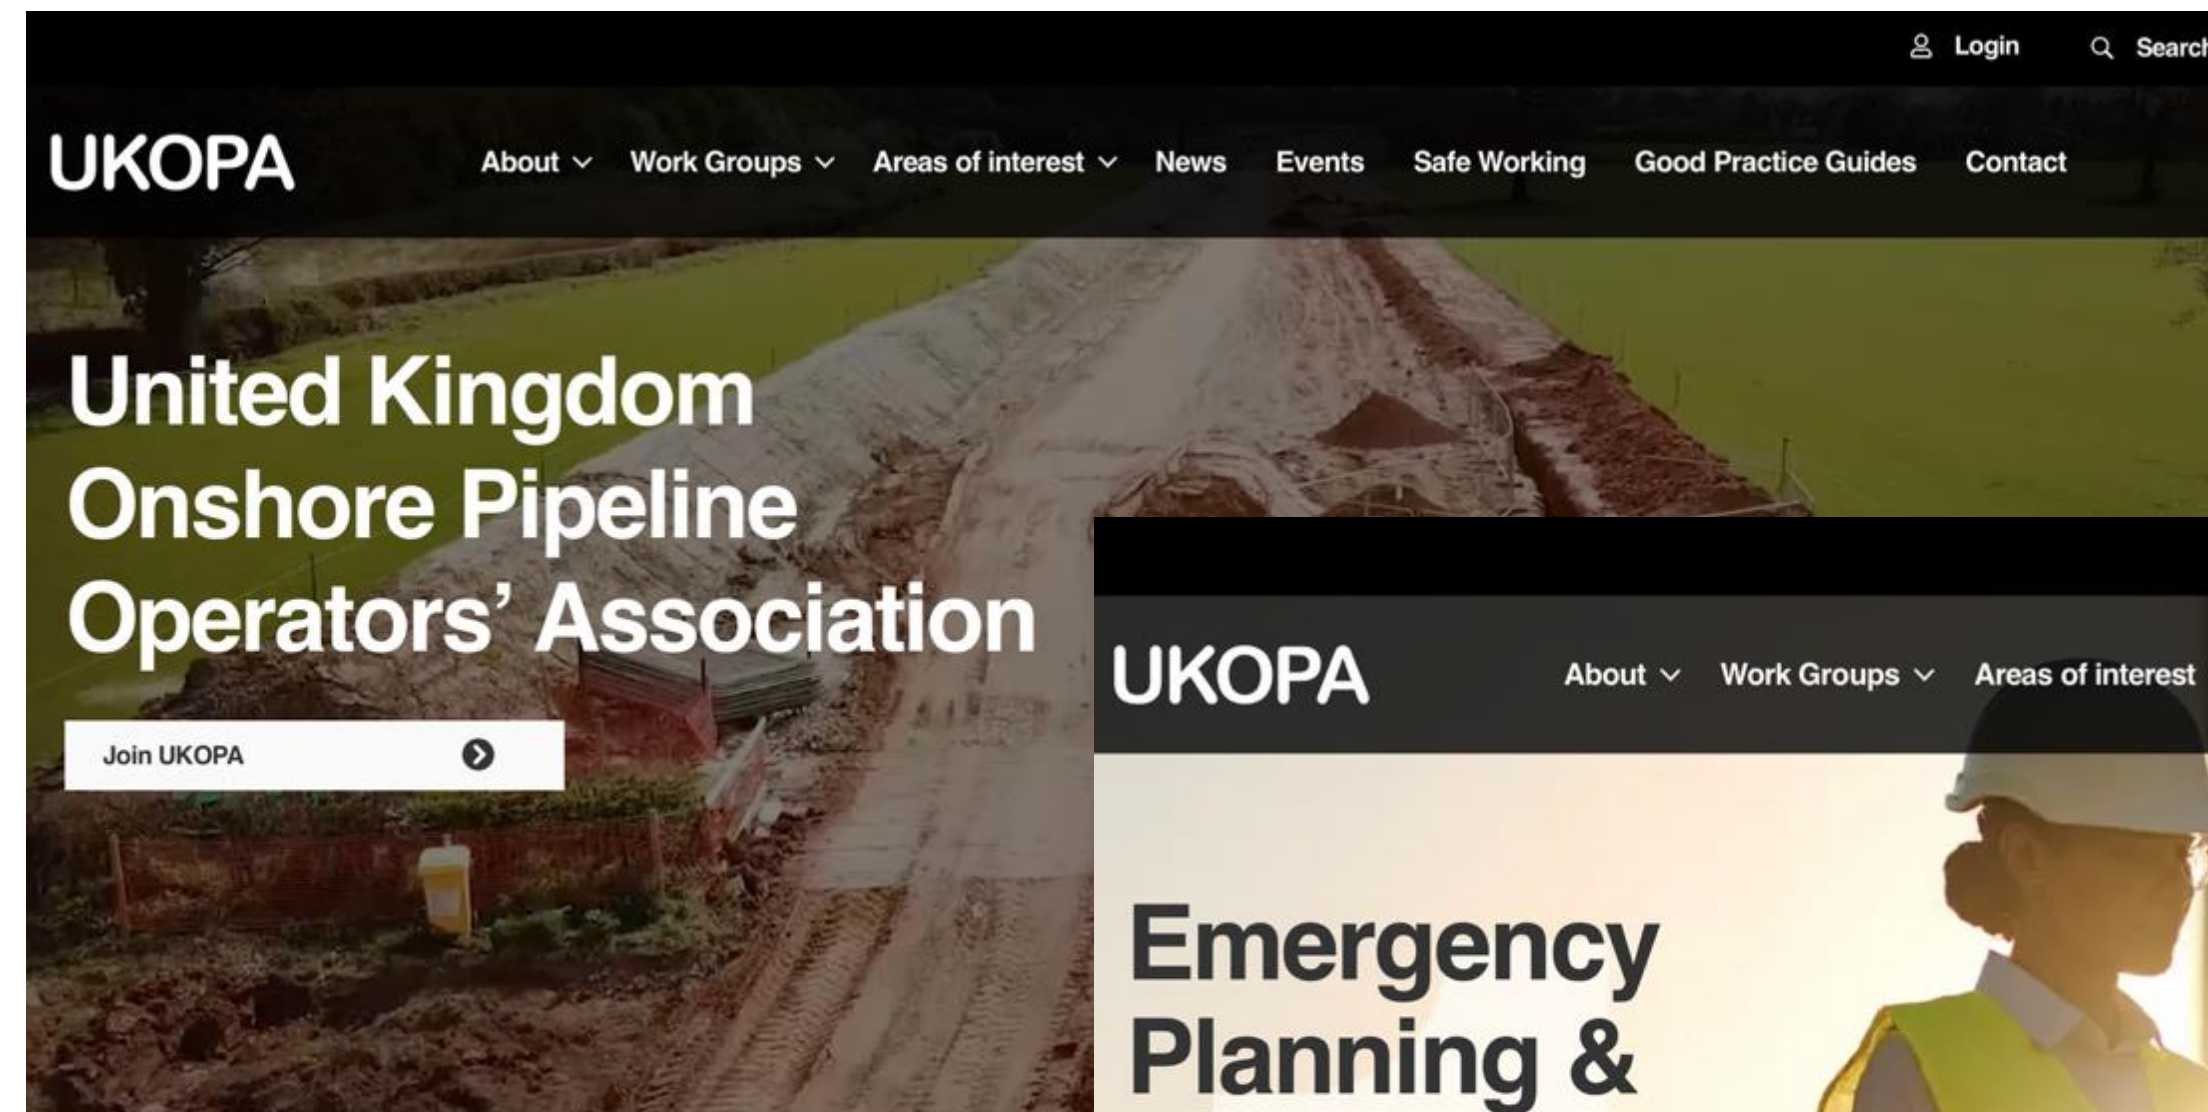 Login Search
UKOPA About Work Groups Areas of interest News Events Safe Working Good Practice Guides Contact
United Kingdom
Onshore Pipeline
Operators’ Association
Join UKOPA
UKOPA About Work Groups Areas of interest
Emergency
Planning &